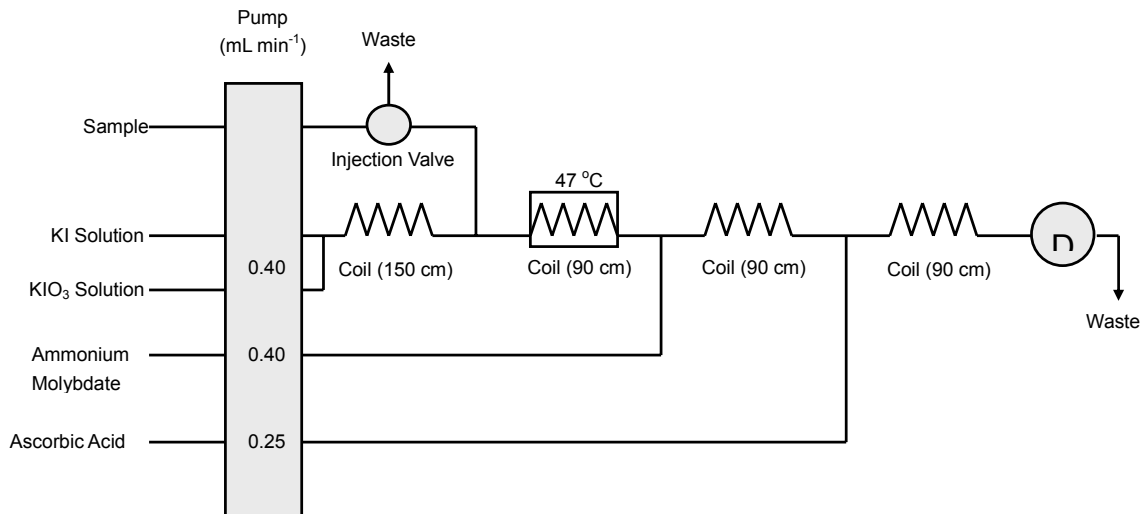 Pump
(mL min⁻¹)
Waste
Sample
Injection Valve
47 °C
KI Solution
0.40
Coil (150 cm)
Coil (90 cm)
Coil (90 cm)
Coil (90 cm)
KIO₃ Solution
Waste
Ammonium
Molybdate
0.40
Ascorbic Acid
0.25